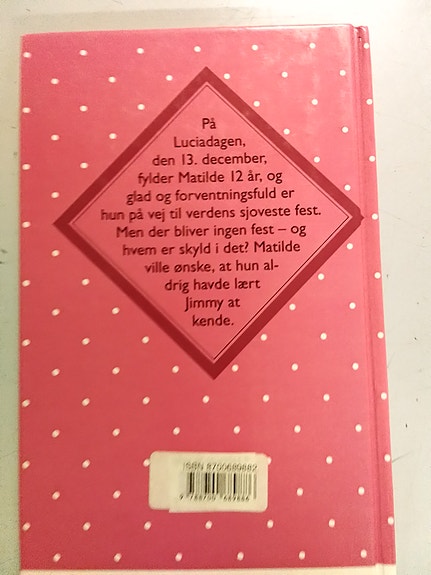 På
Luciadagen,
den 13. december,
fylder Matilde 12 år, og
glad og forventningsfuld er
hun på vej til verdens sjoveste fest.
Men der bliver ingen fest – og
hvem er skyld i det? Matilde
ville ønske, at hun al-
drig havde lært
Jimmy at
kende.
ISBN 8700689882